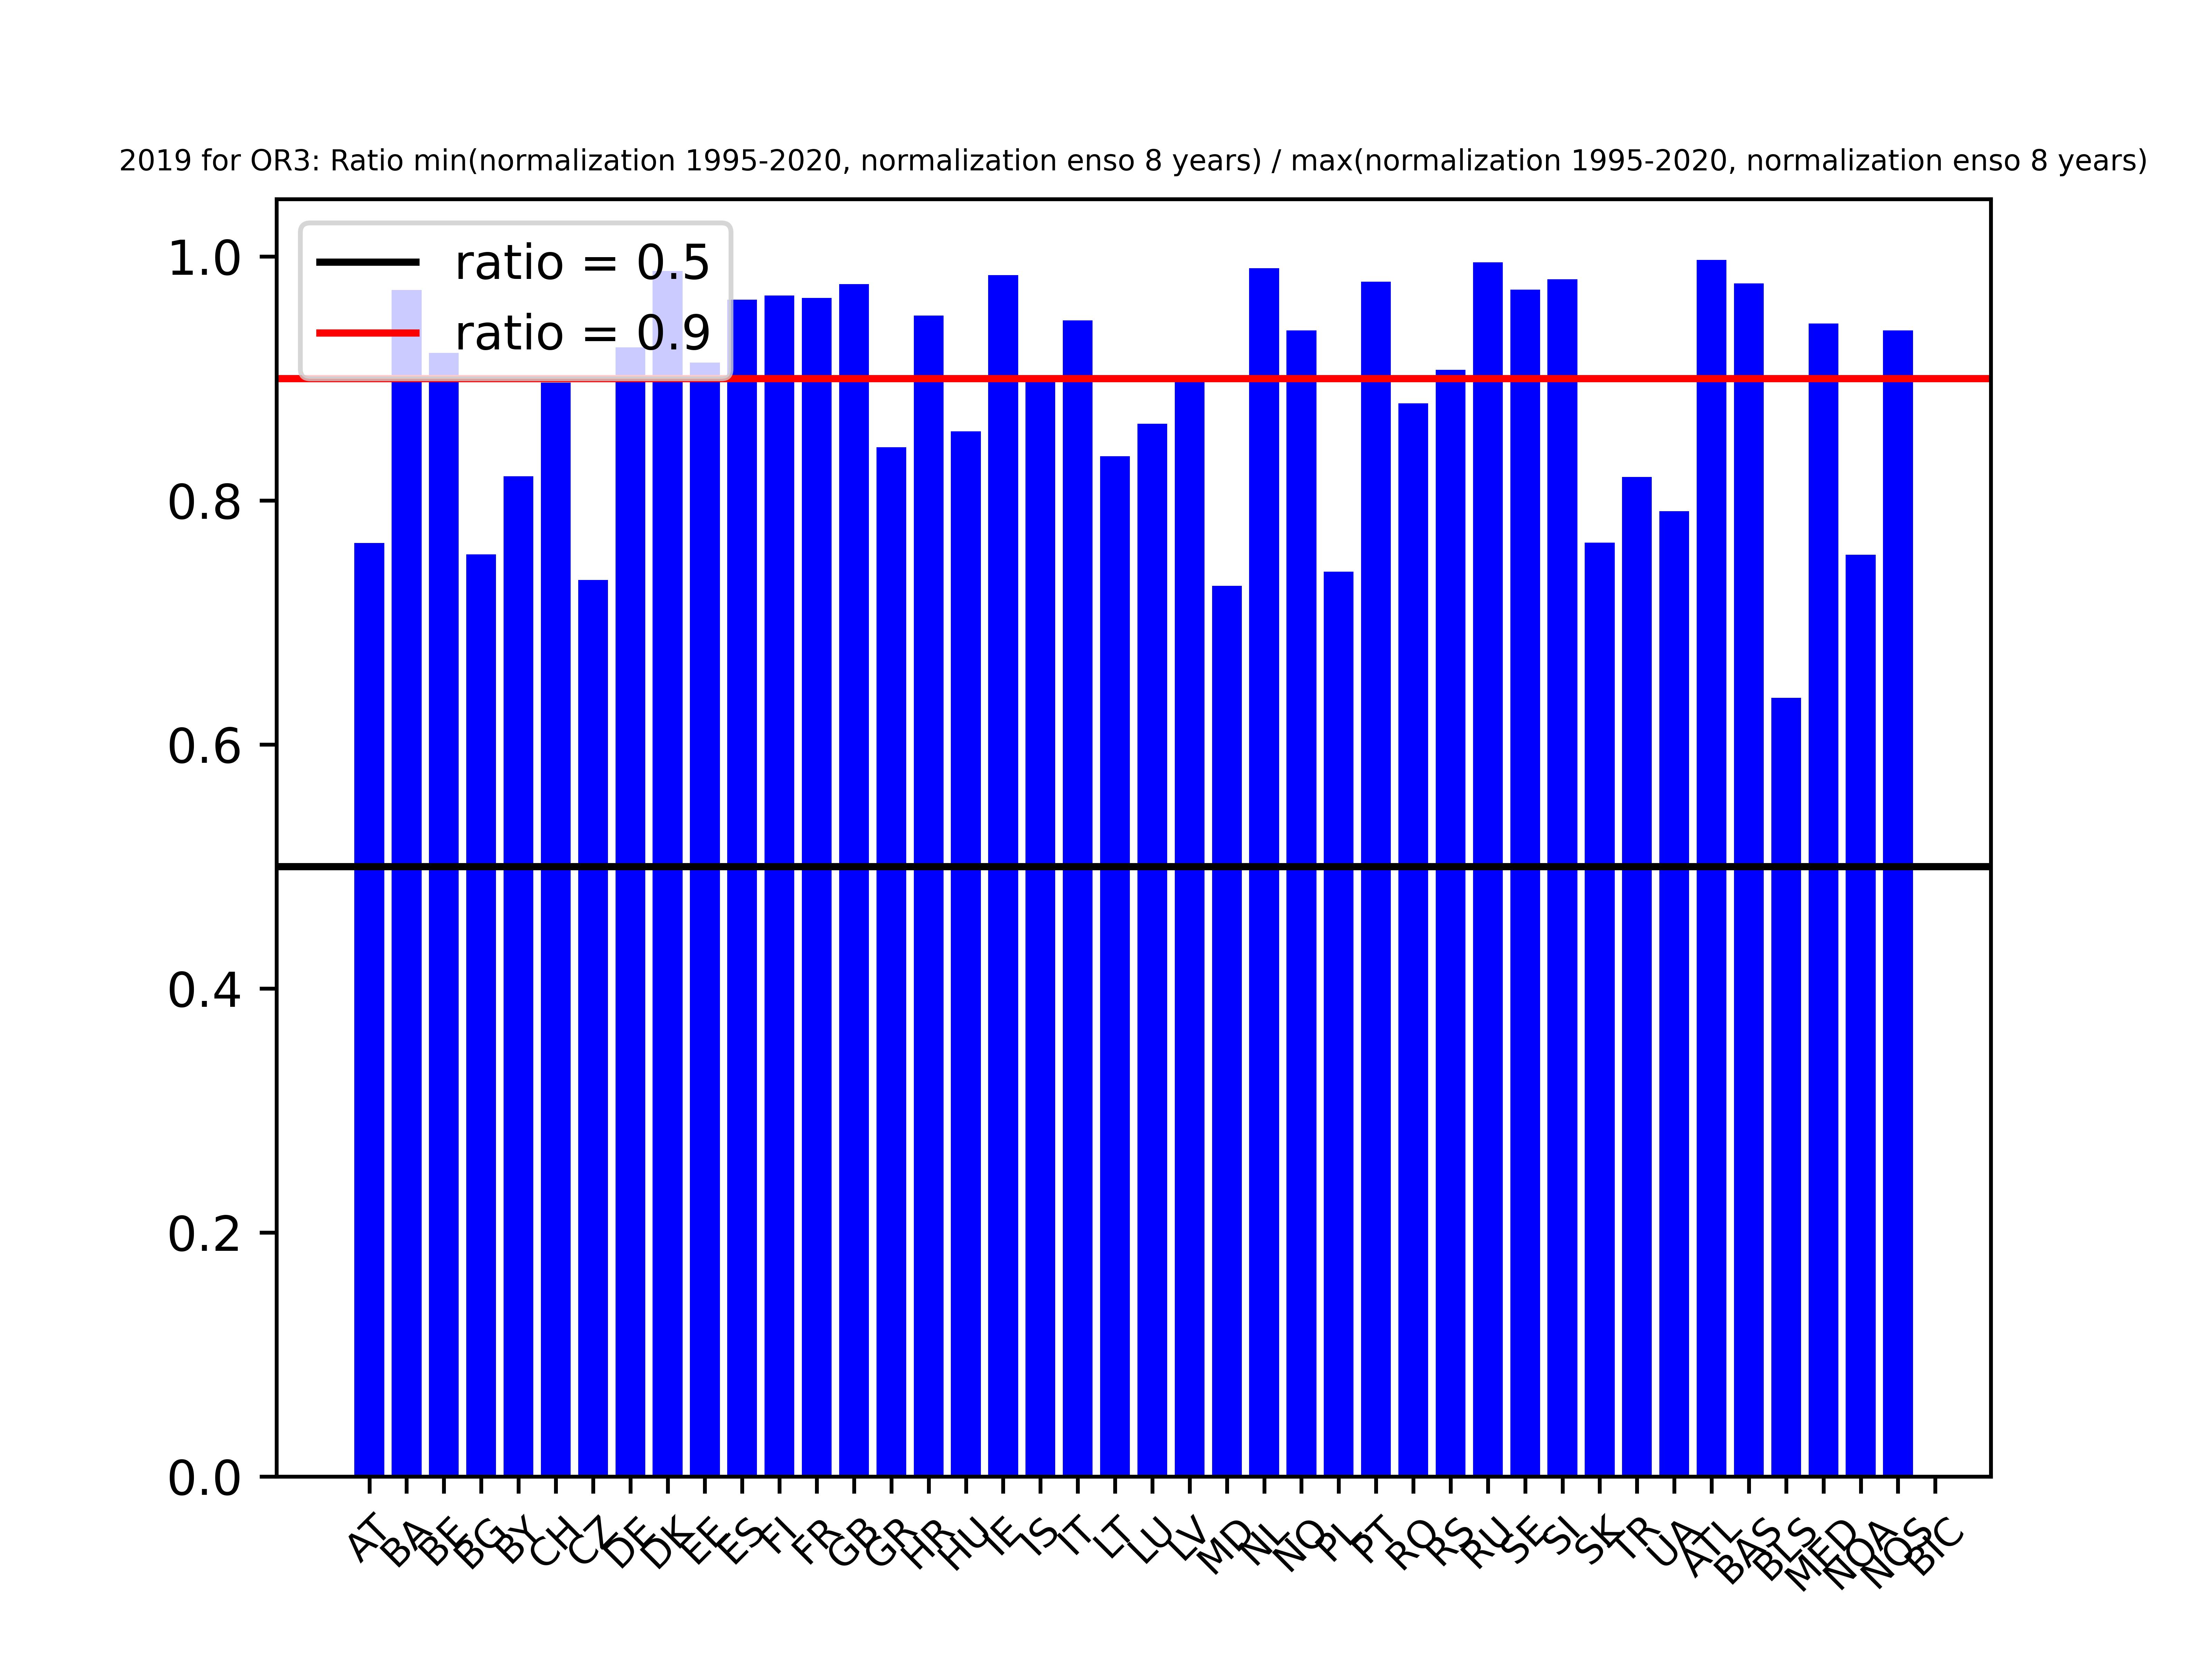 2019 for OR3: Ratio min(normalization 1995-2020, normalization enso 8 years) / max(normalization 1995-2020, normalization enso 8 years)
ratio = 0.5
ratio = 0.9
1.0
0.8
0.6
0.4
0.2
0.0
AT BA BE BG BY CH CZ DE DK EE ES FI FR GB GR HR HU IE IS IT LT LU LV MD NL NO PL PT RO RS RU SE SI SK TR UA ATL BAS BLS MED NOA NOS BIC